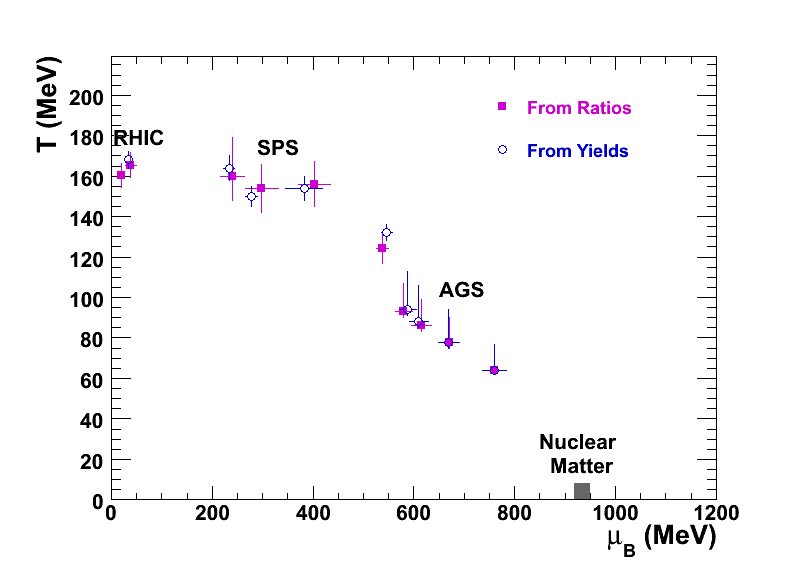 T (MeV)
200
180
160
140
120
100
80
60
40
20
0
RHIC
SPS
From Ratios
From Yields
AGS
Nuclear
Matter
0 200 400 600 800 1000 1200
μB (MeV)